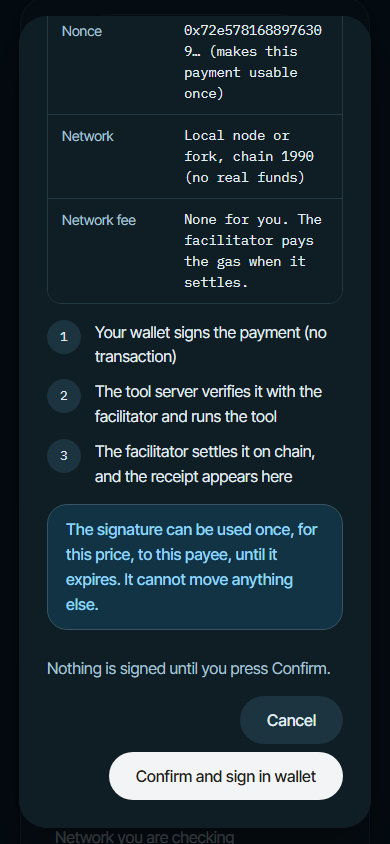 Nonce
0x72e578168897630
9… (makes this
payment usable
once)
Network
Local node or
fork, chain 1990
(no real funds)
Network fee
None for you. The
facilitator pays
the gas when it
settles.
1
Your wallet signs the payment (no
transaction)
2
The tool server verifies it with the
facilitator and runs the tool
3
The facilitator settles it on chain,
and the receipt appears here
The signature can be used once, for
this price, to this payee, until it
expires. It cannot move anything
else.
Nothing is signed until you press Confirm.
Cancel
Confirm and sign in wallet
Network you are checking